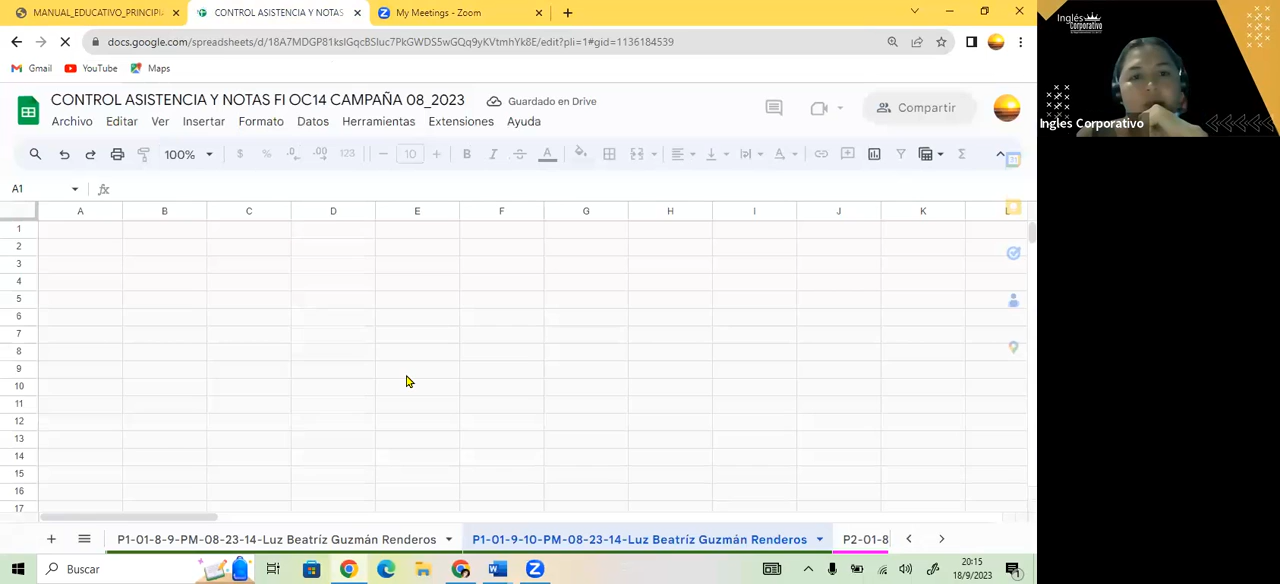 MANUAL_EDUCATIVO_PRINCIPI
CONTROL ASISTENCIA Y NOTAS
My Meetings - Zoom
docs.google.com/spreadsheets/d/18A7MDGP81kslGqcBSluc7PkGWDS5wGQq9yKVtmhYk8E/edit?pli=1#gid=1136184539
Gmail YouTube Maps
CONTROL ASISTENCIA Y NOTAS FI OC14 CAMPAÑA 08_2023 Guardado en Drive
Compartir
Archivo Editar Ver Insertar Formato Datos Herramientas Extensiones Ayuda
100% $ % .0 .00 123 10 B I A
A1 fx
A B C D E F G H I J K L
1
2
3
4
5
6
7
8
9
10
11
12
13
14
15
16
17
P1-01-8-9-PM-08-23-14-Luz Beatríz Guzmán Renderos P1-01-9-10-PM-08-23-14-Luz Beatríz Guzmán Renderos P2-01-8
Buscar
20:15
18/9/2023
Inglés
Corporativo
Ingles Corporativo